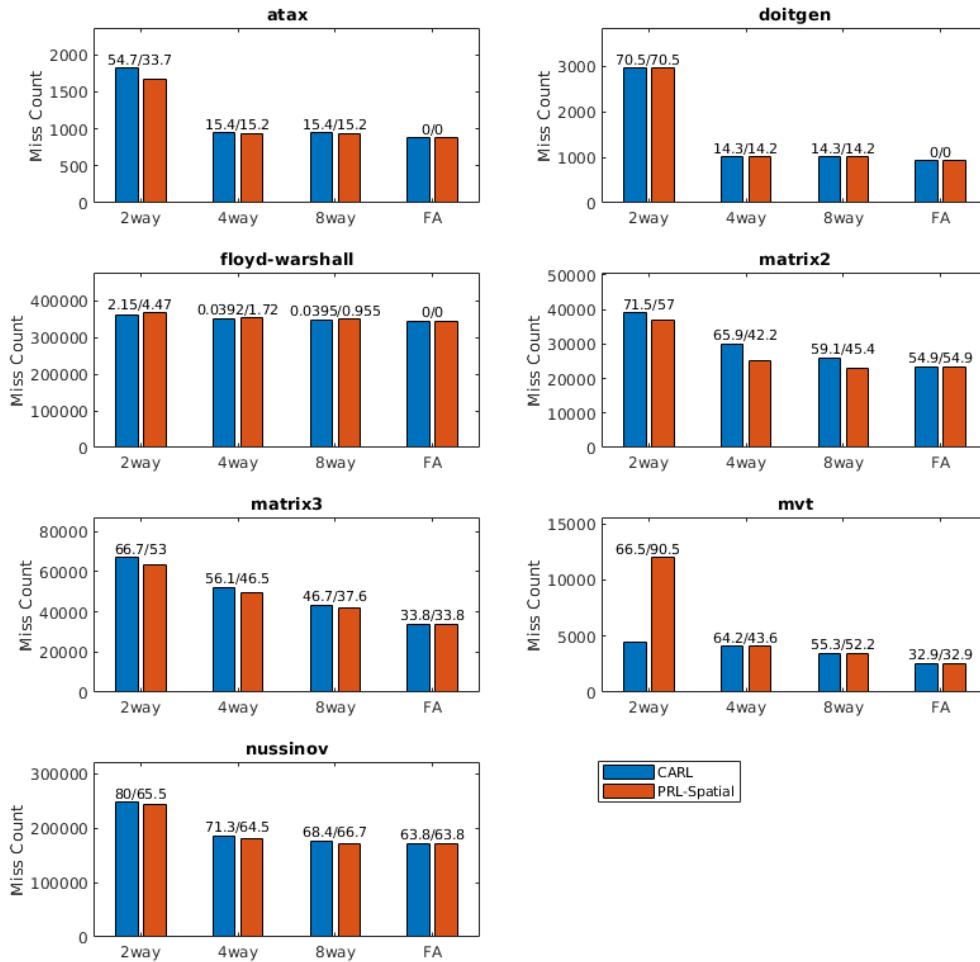 atax
Miss Count
2000
1500
1000
500
0
54.7/33.7
15.4/15.2
15.4/15.2
0/0
2way 4way 8way FA
doitgen
Miss Count
3000
2000
1000
0
70.5/70.5
14.3/14.2
14.3/14.2
0/0
2way 4way 8way FA
floyd-warshall
Miss Count
400000
300000
200000
100000
0
2.15/4.47
0.0392/1.72
0.0395/0.955
0/0
2way 4way 8way FA
matrix2
Miss Count
50000
40000
30000
20000
10000
0
71.5/57
65.9/42.2
59.1/45.4
54.9/54.9
2way 4way 8way FA
matrix3
Miss Count
80000
60000
40000
20000
0
66.7/53
56.1/46.5
46.7/37.6
33.8/33.8
2way 4way 8way FA
mvt
Miss Count
15000
10000
5000
0
66.5/90.5
64.2/43.6
55.3/52.2
32.9/32.9
2way 4way 8way FA
nussinov
Miss Count
300000
200000
100000
0
80/65.5
71.3/64.5
68.4/66.7
63.8/63.8
2way 4way 8way FA
CARL
PRL-Spatial